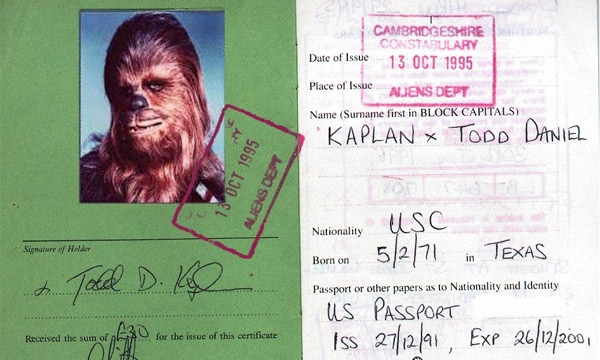 13 OCT 1995
ALIENS DEPT
Signature of Holder
Todd D.
Received the sum of £30 for the issue of this certificate
CAMBRIDGESHIRE
CONSTABULARY
Date of Issue
13 OCT 1995
Place of Issue
ALIENS DEPT
Name (Surname first in BLOCK CAPITALS)
KAPLAN x TODD DANIEL
Nationality USC
Born on 5/2/71 in TEXAS
Passport or other papers as to Nationality and Identity
US PASSPORT
ISS 27/12/91, EXP 26/12/2001